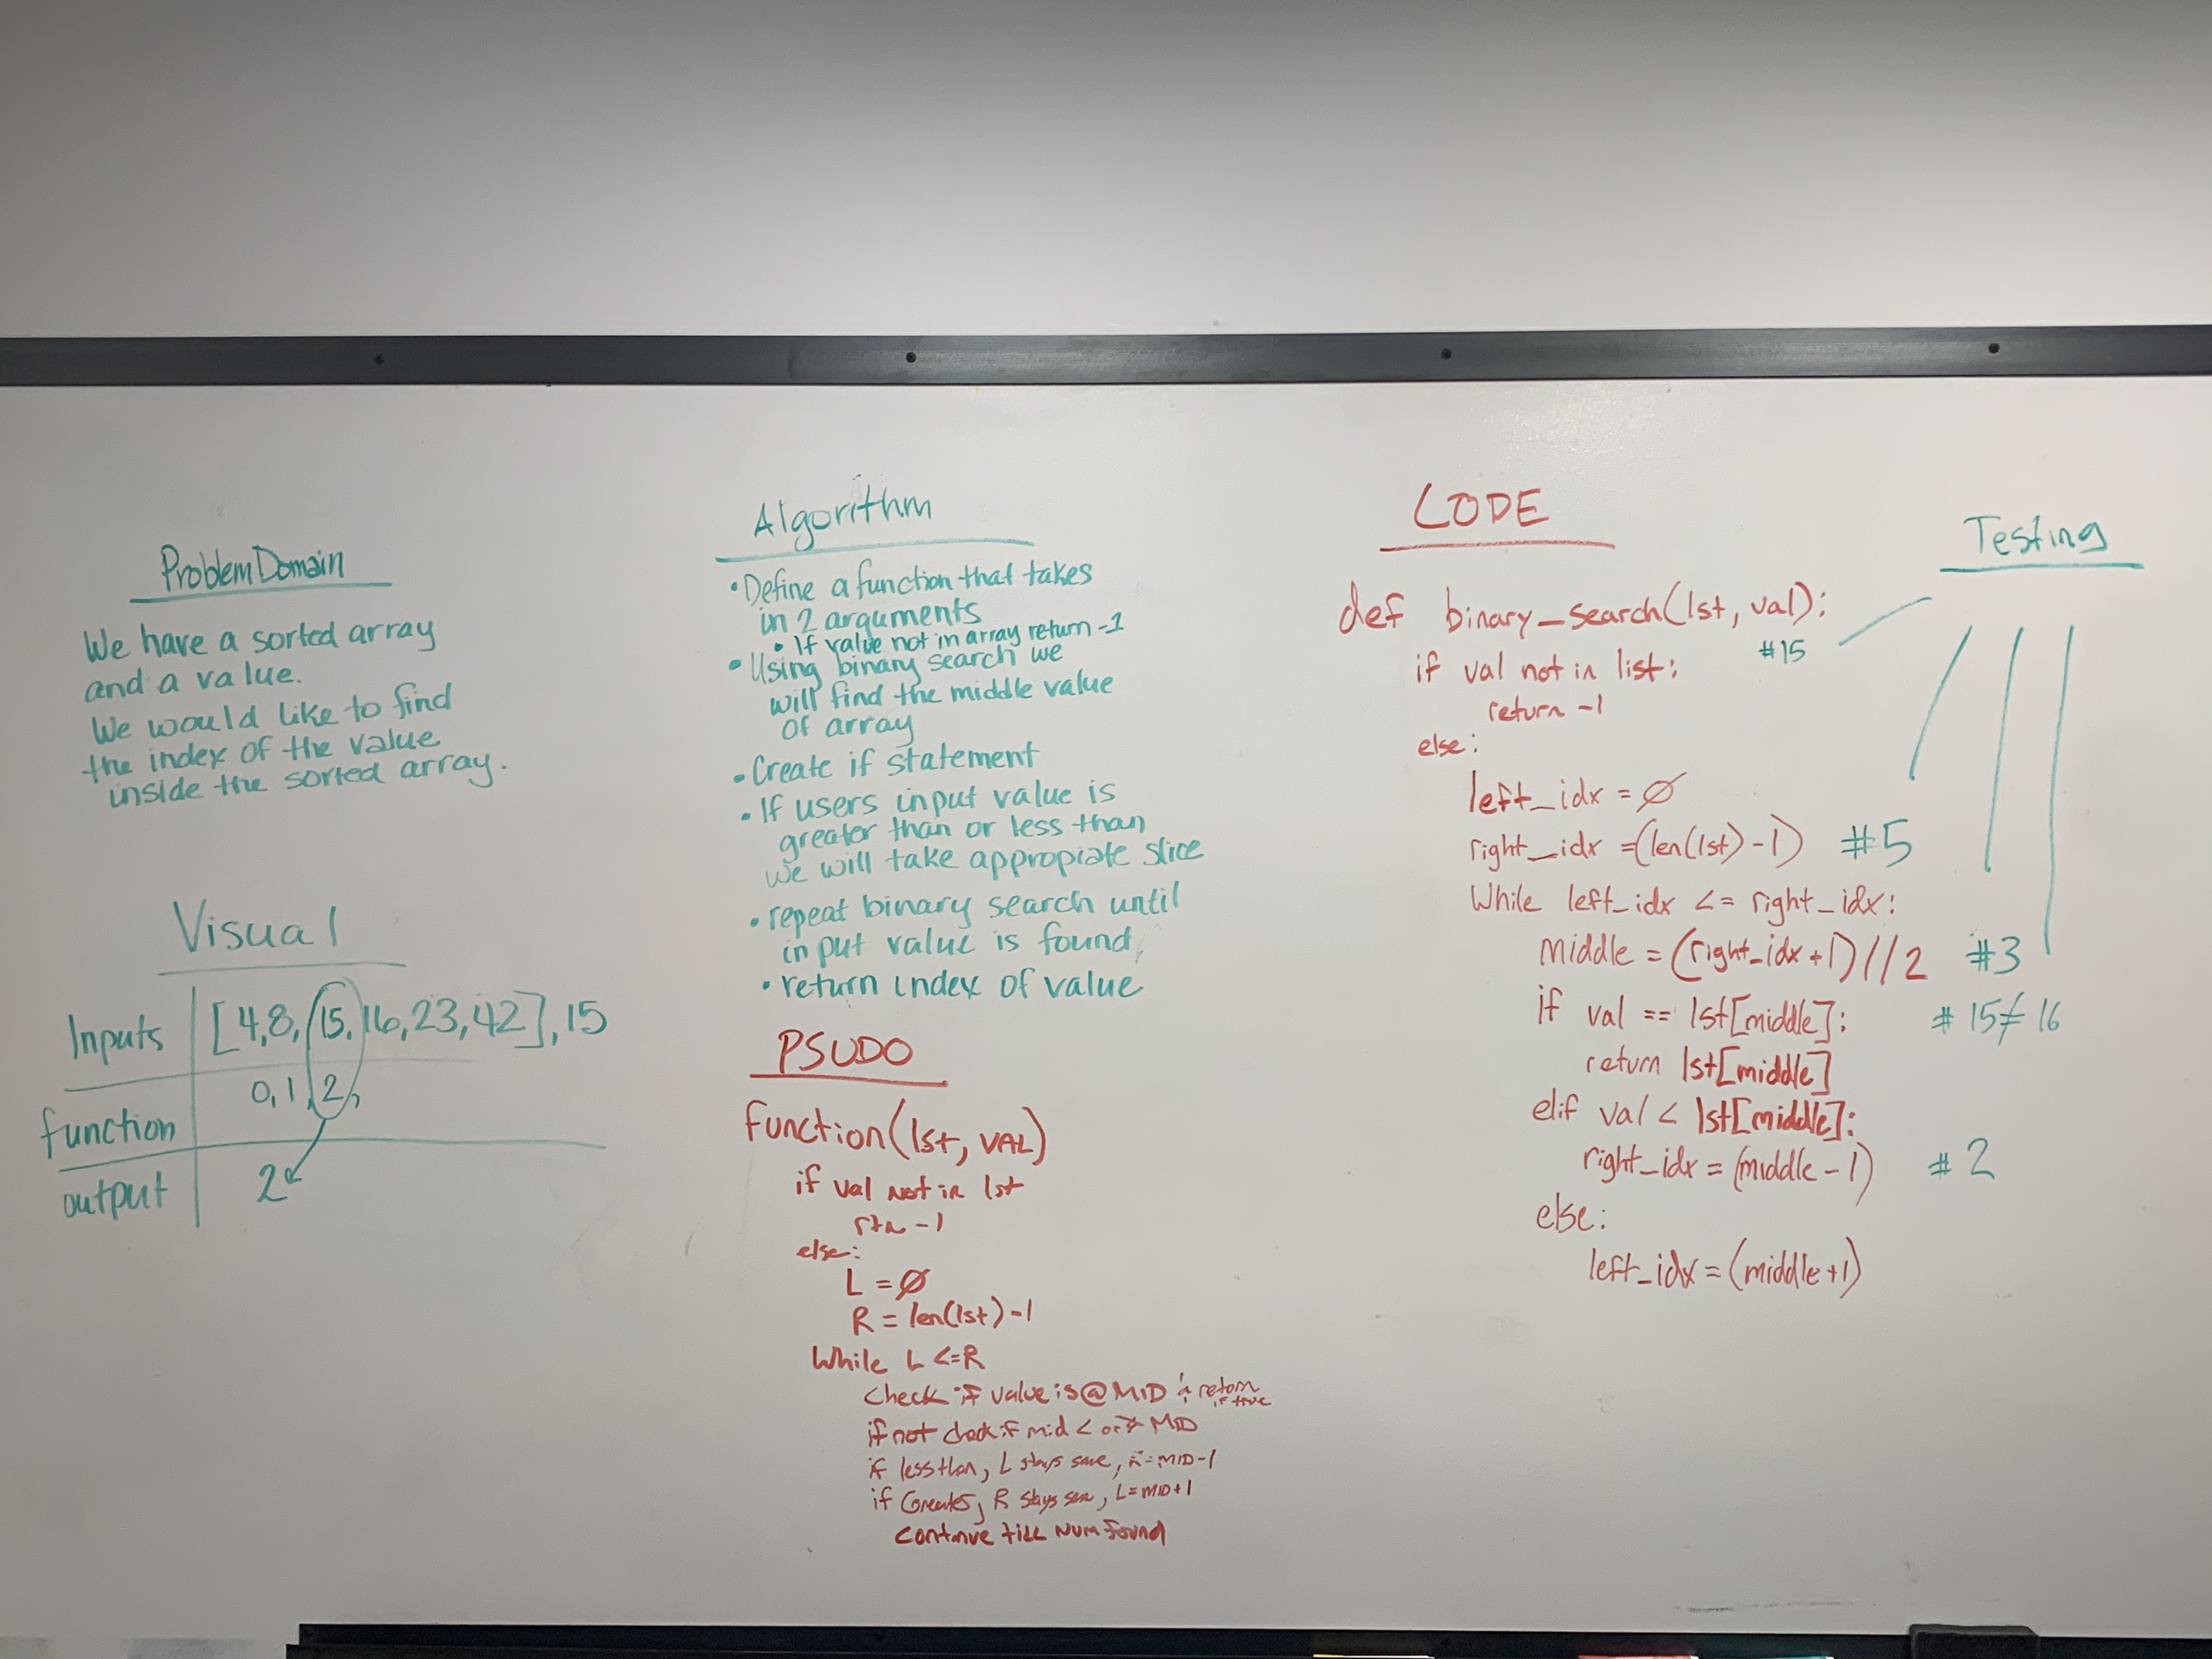 Problem Domain
We have a sorted array
and a value.
We would like to find
the index of the value
inside the sorted array.
Visual
Inputs [4,8,15,16,23,42],15
function 0,1,2,
output 2
Algorithm
• Define a function that takes
in 2 arguments
• If value not in array return -1
• Using binary search we
will find the middle value
of array
• Create if statement
• If users input value is
greater than or less than
we will take appropiate slice
• repeat binary search until
input value is found,
• return index of value
PSUDO
function(lst, VAL)
if val not in lst
rtn -1
else:
L = Ø
R = len(lst)-1
While L <=R
Check if value is @ MID & return
if true
if not check if mid < or > MID
if less than, L stays same, R=MID-1
if Greater, R stays same, L=MID+1
continue till num found
CODE
def binary_search(lst, val):
#15
if val not in list:
return -1
else:
left_idx = Ø
right_idx =(len(lst)-1) #5
While left_idx <= right_idx:
middle = (right_idx+1)//2 #3
if val == lst[middle]: # 15≠16
return lst[middle]
elif val < lst[middle]:
right_idx = (middle-1) #2
else:
left_idx = (middle+1)
Testing